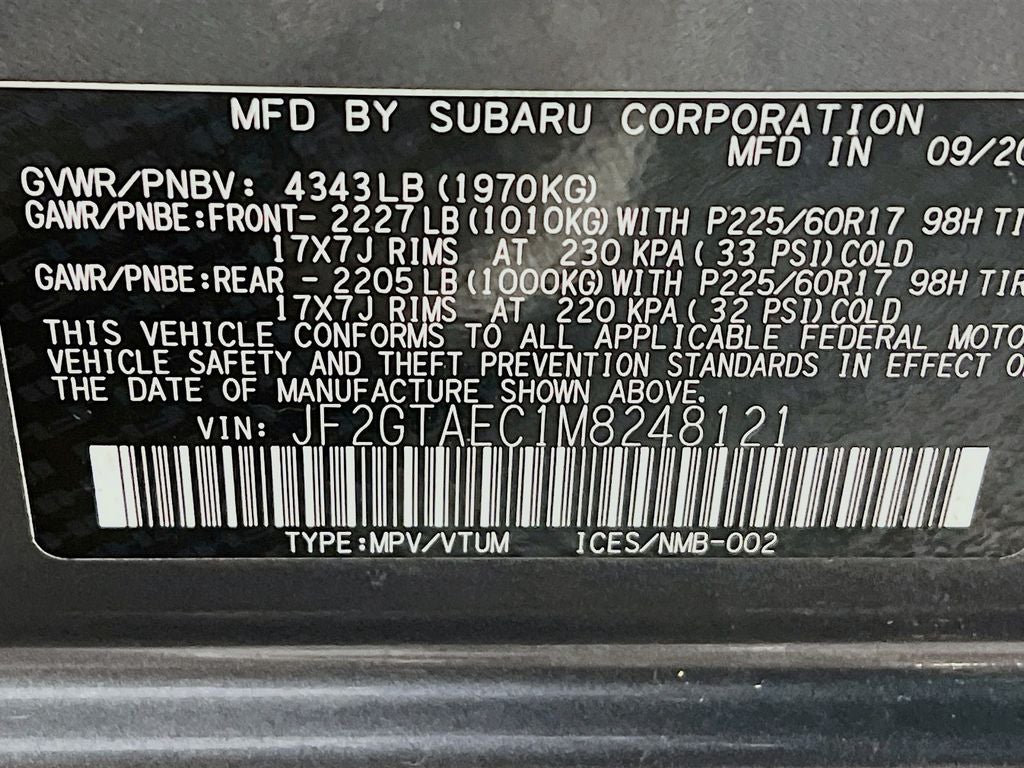 MFD BY SUBARU CORPORATION
MFD IN 09/20
GVWR/PNBV: 4343LB (1970KG)
GAWR/PNBE:FRONT- 2227LB (1010KG) WITH P225/60R17 98H TI
17X7J RIMS AT 230 KPA ( 33 PSI) COLD
GAWR/PNBE:REAR - 2205LB (1000KG) WITH P225/60R17 98H TIR
17X7J RIMS AT 220 KPA ( 32 PSI) COLD
THIS VEHICLE CONFORMS TO ALL APPLICABLE FEDERAL MOTO
VEHICLE SAFETY AND THEFT PREVENTION STANDARDS IN EFFECT O
THE DATE OF MANUFACTURE SHOWN ABOVE.
VIN: JF2GTAEC1M8248121
TYPE:MPV/VTUM ICES/NMB-002